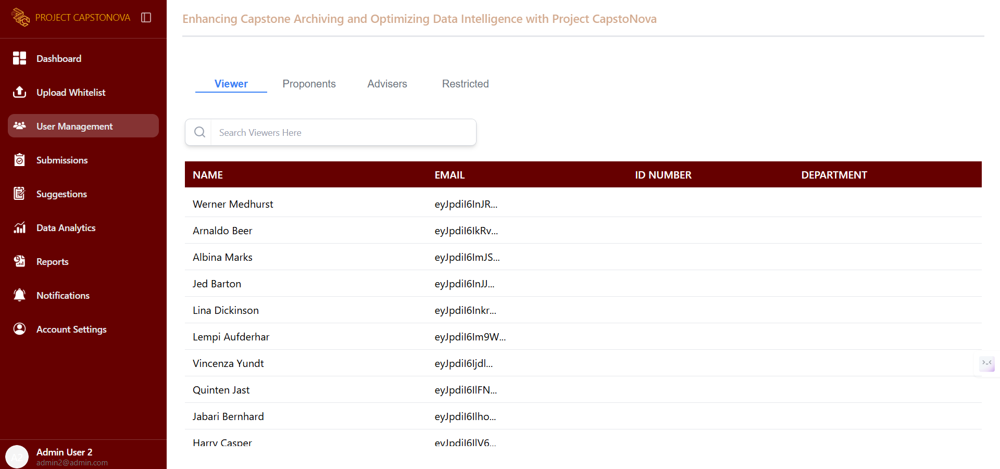 PROJECT CAPSTONOVA
Dashboard
Upload Whitelist
User Management
Submissions
Suggestions
Data Analytics
Reports
Notifications
Account Settings
A2
Admin User 2
admin2@admin.com
Enhancing Capstone Archiving and Optimizing Data Intelligence with Project CapstoNova
Viewer Proponents Advisers Restricted
Search Viewers Here
NAME EMAIL ID NUMBER DEPARTMENT
Werner Medhurst eyJpdiI6InJR...
Arnaldo Beer eyJpdiI6IkRv...
Albina Marks eyJpdiI6ImJS...
Jed Barton eyJpdiI6InJJ...
Lina Dickinson eyJpdiI6Inkr...
Lempi Aufderhar eyJpdiI6Im9W...
Vincenza Yundt eyJpdiI6Ijdl...
Quinten Jast eyJpdiI6IlFN...
Jabari Bernhard eyJpdiI6Ilho...
Harry Casper eyJpdiI6IlV6...